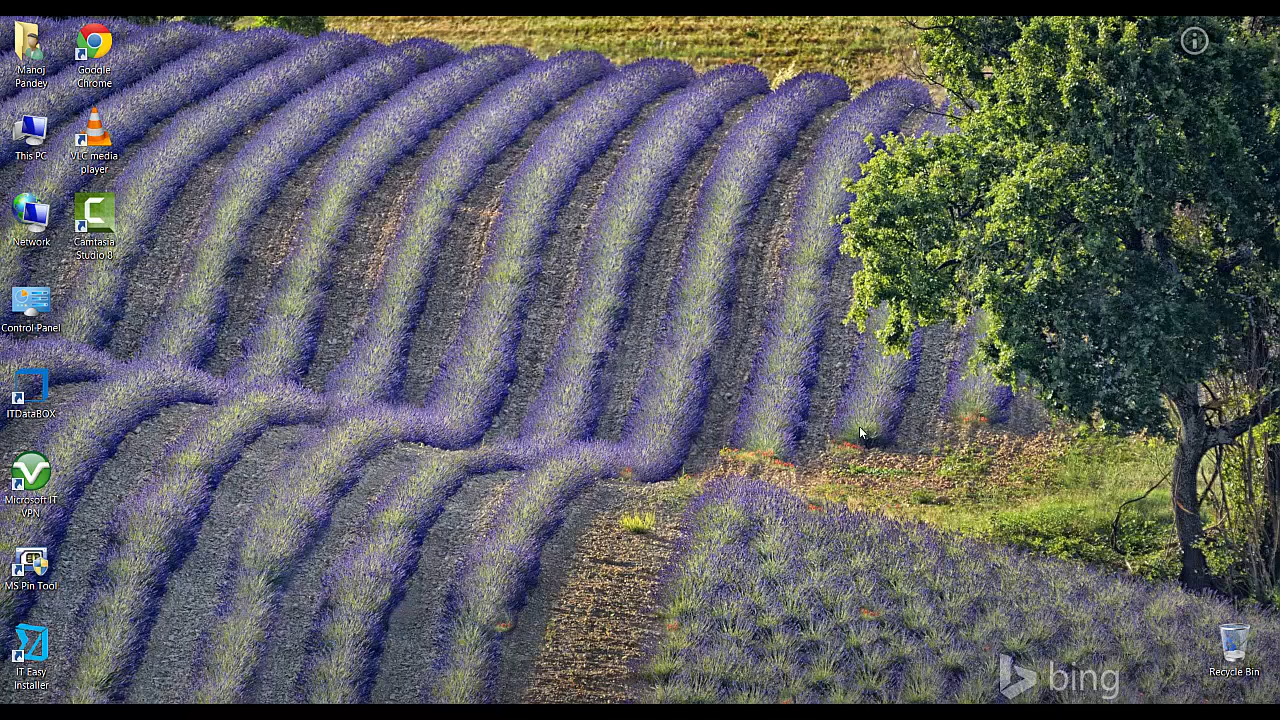 Manoj
Pandey
Google
Chrome
This PC
VLC media
player
Network
Camtasia
Studio 8
Control Panel
ITDataBOX
Microsoft IT
VPN
MS Pin Tool
IT Easy
Installer
Recycle Bin
bing